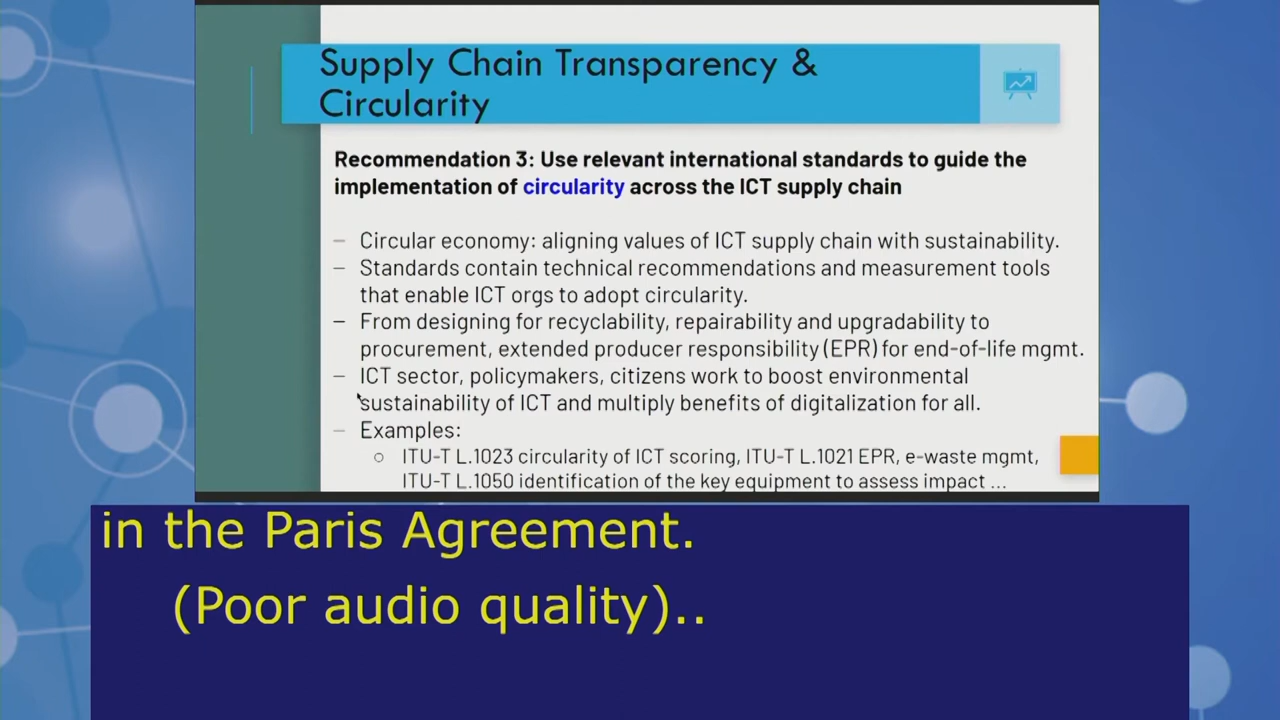 Supply Chain Transparency &
Circularity
Recommendation 3: Use relevant international standards to guide the
implementation of circularity across the ICT supply chain
– Circular economy: aligning values of ICT supply chain with sustainability.
– Standards contain technical recommendations and measurement tools
that enable ICT orgs to adopt circularity.
– From designing for recyclability, repairability and upgradability to
procurement, extended producer responsibility (EPR) for end-of-life mgmt.
– ICT sector, policymakers, citizens work to boost environmental
sustainability of ICT and multiply benefits of digitalization for all.
– Examples:
○ ITU-T L.1023 circularity of ICT scoring, ITU-T L.1021 EPR, e-waste mgmt,
ITU-T L.1050 identification of the key equipment to assess impact ...
in the Paris Agreement.
(Poor audio quality)..